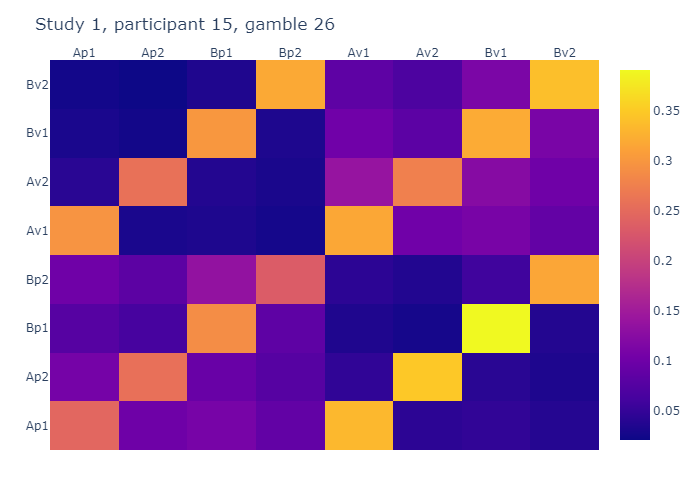 Study 1, participant 15, gamble 26
Ap1 Ap2 Bp1 Bp2 Av1 Av2 Bv1 Bv2
Bv2
Bv1
Av2
Av1
Bp2
Bp1
Ap2
Ap1
0.35
0.3
0.25
0.2
0.15
0.1
0.05